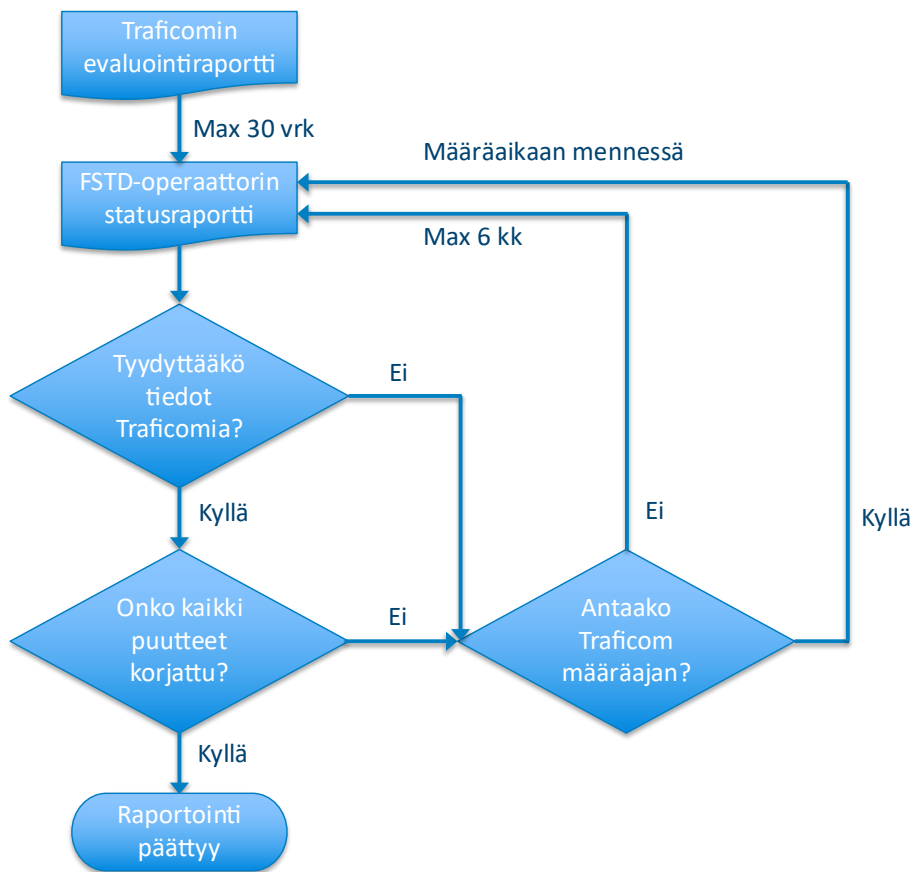 Traficomin
evaluointiraportti
Max 30 vrk
Määräaikaan mennessä
FSTD-operaattorin
statusraportti
Max 6 kk
Tyydyttääkö
tiedot
Traficomia?
Ei
Kyllä
Ei
Kyllä
Onko kaikki
puutteet
korjattu?
Ei
Antaako
Traficom
määräajan?
Kyllä
Raportointi
päättyy